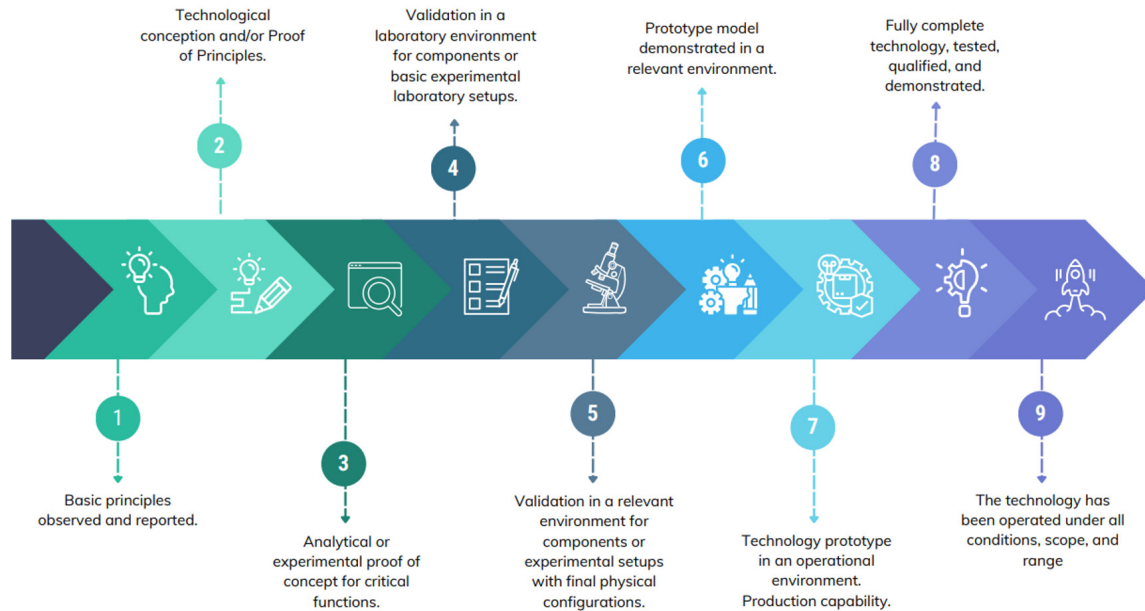 Technological
conception and/or Proof
of Principles.
2
Validation in a
laboratory environment
for components or
basic experimental
laboratory setups.
4
Prototype model
demonstrated in a
relevant environment.
6
Fully complete
technology, tested,
qualified, and
demonstrated.
8
1
Basic principles
observed and reported.
3
Analytical or
experimental proof of
concept for critical
functions.
5
Validation in a relevant
environment for
components or
experimental setups
with final physical
configurations.
7
Technology prototype
in an operational
environment.
Production capability.
9
The technology has
been operated under all
conditions, scope, and
range